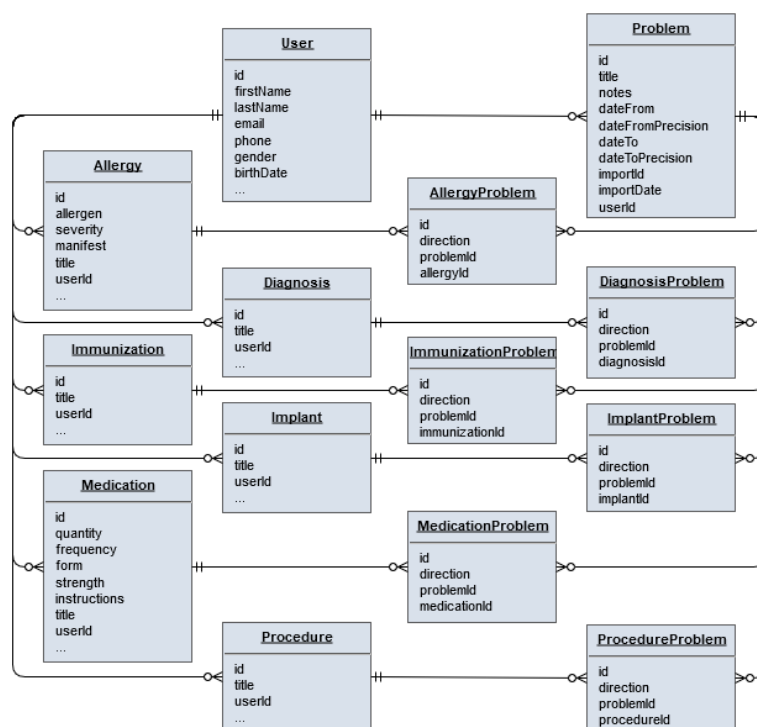 User
id
firstName
lastName
email
phone
gender
birthDate
...
Problem
id
title
notes
dateFrom
dateFromPrecision
dateTo
dateToPrecision
importId
importDate
userId
Allergy
id
allergen
severity
manifest
title
userId
...
AllergyProblem
id
direction
problemId
allergyId
Diagnosis
id
title
userId
...
DiagnosisProblem
id
direction
problemId
diagnosisId
Immunization
id
title
userId
...
ImmunizationProblem
id
direction
problemId
immunizationId
Implant
id
title
userId
...
ImplantProblem
id
direction
problemId
implantId
Medication
id
quantity
frequency
form
strength
instructions
title
userId
...
MedicationProblem
id
direction
problemId
medicationId
Procedure
id
title
userId
...
ProcedureProblem
id
direction
problemId
procedureId